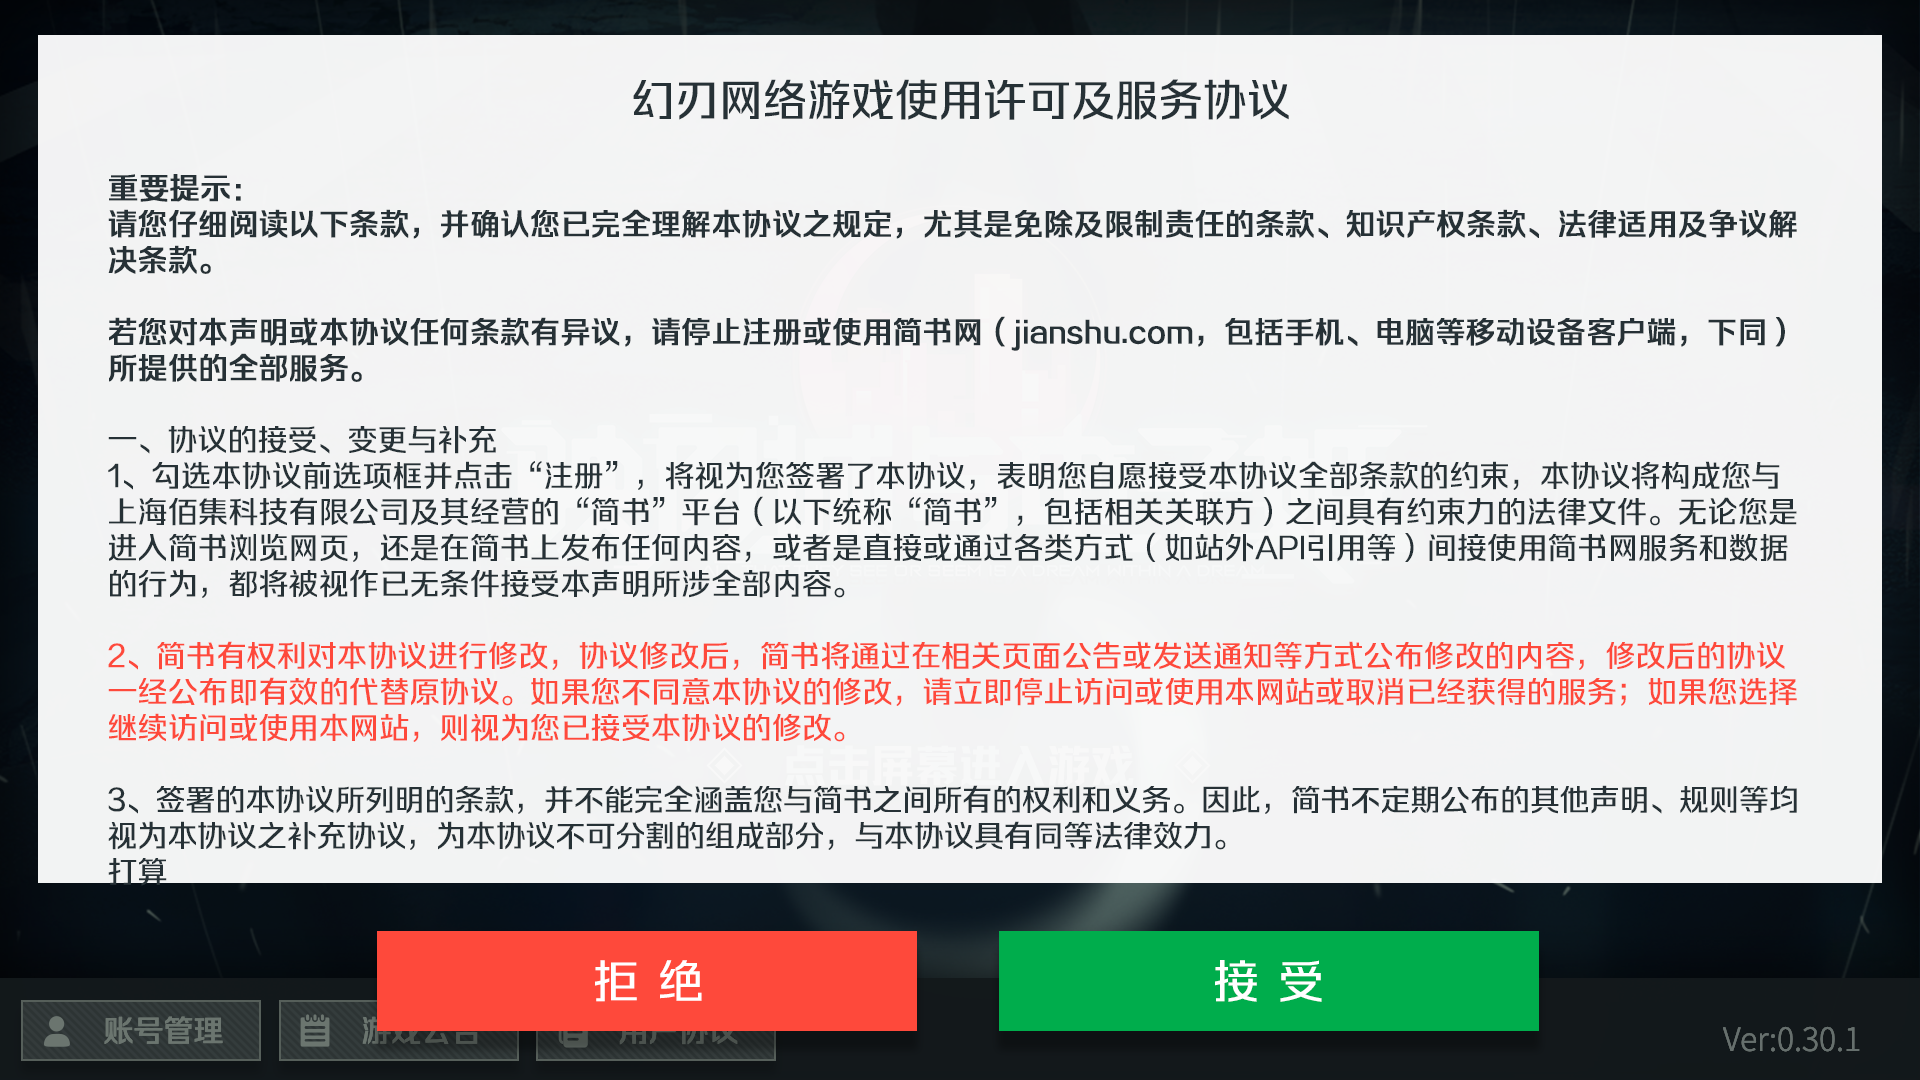 幻刃网络游戏使用许可及服务协议
重要提示：
请您仔细阅读以下条款，并确认您已完全理解本协议之规定，尤其是免除及限制责任的条款、知识产权条款、法律适用及争议解
决条款。
若您对本声明或本协议任何条款有异议，请停止注册或使用简书网（jianshu.com，包括手机、电脑等移动设备客户端，下同）
所提供的全部服务。
一、协议的接受、变更与补充
1、勾选本协议前选项框并点击“注册”，将视为您签署了本协议，表明您自愿接受本协议全部条款的约束，本协议将构成您与
上海佰集科技有限公司及其经营的“简书”平台（以下统称“简书”，包括相关关联方）之间具有约束力的法律文件。无论您是
进入简书浏览网页，还是在简书上发布任何内容，或者是直接或通过各类方式（如站外API引用等）间接使用简书网服务和数据
的行为，都将被视作已无条件接受本声明所涉全部内容。
2、简书有权利对本协议进行修改，协议修改后，简书将通过在相关页面公告或发送通知等方式公布修改的内容，修改后的协议
一经公布即有效的代替原协议。如果您不同意本协议的修改，请立即停止访问或使用本网站或取消已经获得的服务；如果您选择
继续访问或使用本网站，则视为您已接受本协议的修改。
点击屏幕进入游戏
3、签署的本协议所列明的条款，并不能完全涵盖您与简书之间所有的权利和义务。因此，简书不定期公布的其他声明、规则等均
视为本协议之补充协议，为本协议不可分割的组成部分，与本协议具有同等法律效力。
打算
拒绝
接受
账号管理
游戏公告
用户协议
Ver:0.30.1